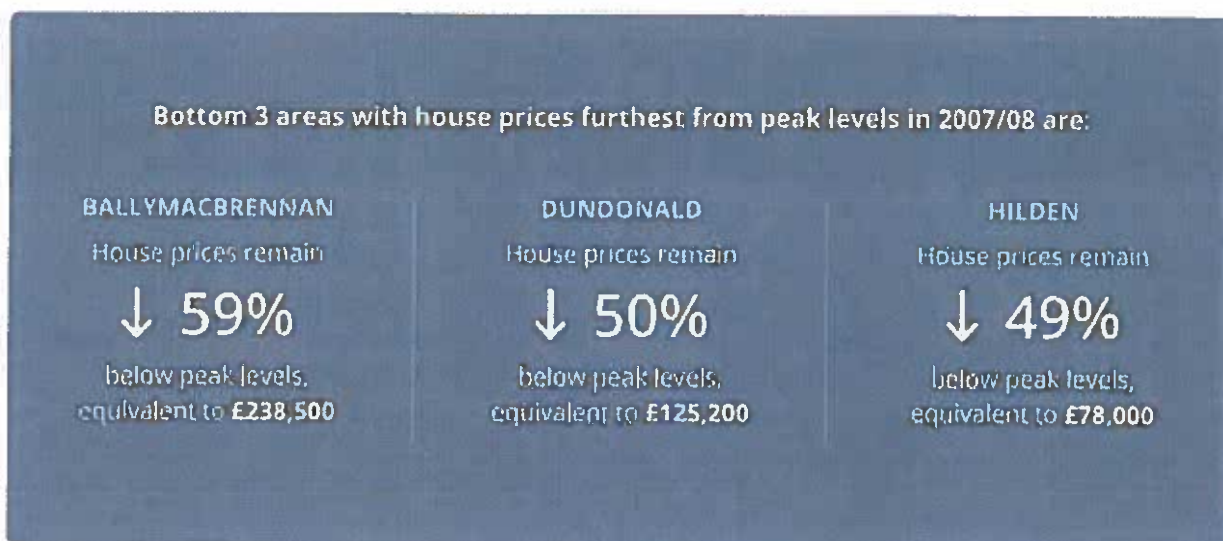 Bottom 3 areas with house prices furthest from peak levels in 2007/08 are:
BALLYMACBRENNAN
House prices remain
↓ 59%
below peak levels,
equivalent to £238,500
DUNDONALD
House prices remain
↓ 50%
below peak levels,
equivalent to £125,200
HILDEN
House prices remain
↓ 49%
below peak levels,
equivalent to £78,000